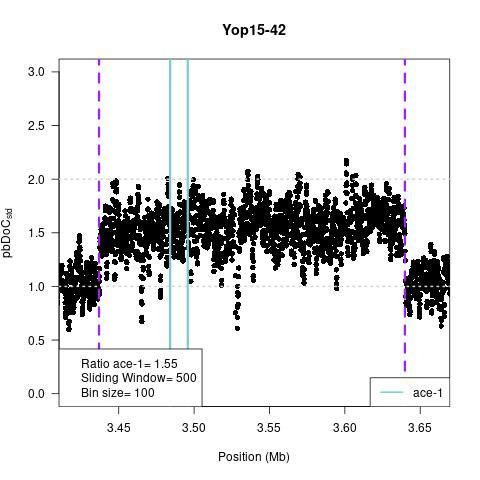 Yop15-42
pbDoCstd
3.0
2.5
2.0
1.5
1.0
0.5
0.0
Ratio ace-1= 1.55
Sliding Window= 500
Bin size= 100
ace-1
3.45 3.50 3.55 3.60 3.65
Position (Mb)